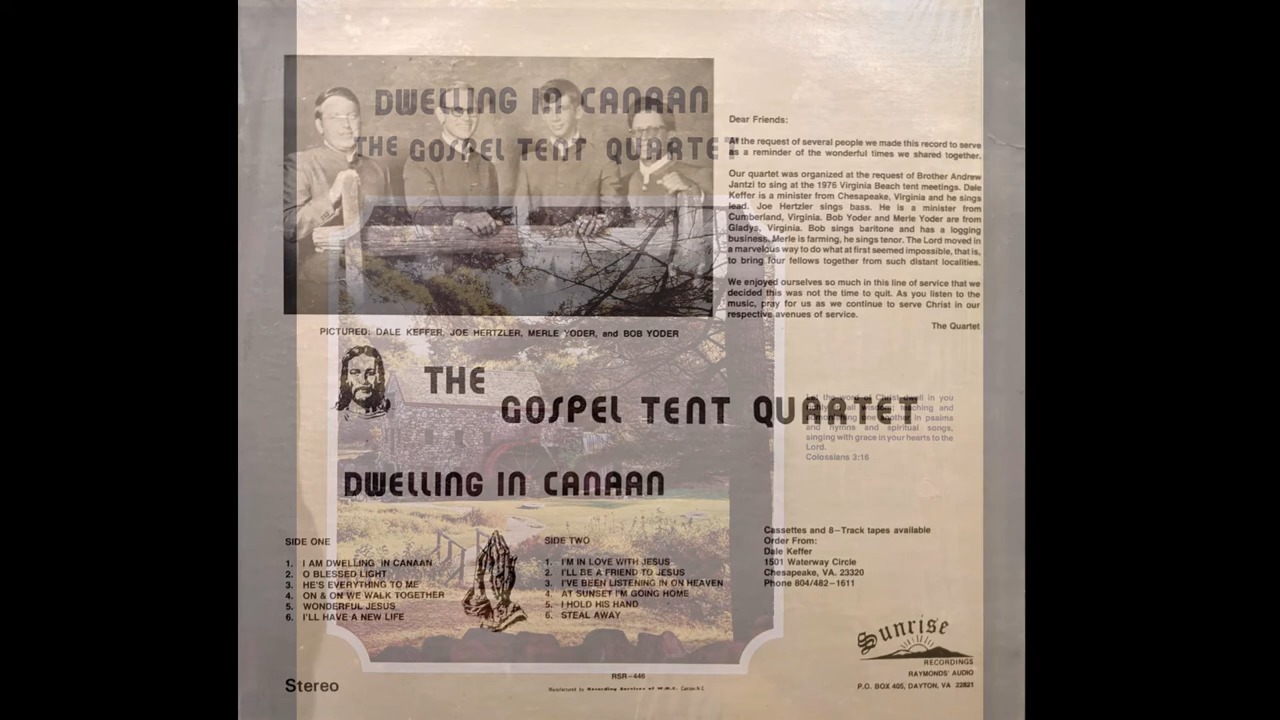 DWELLING IN CANAAN
THE GOSPEL TENT QUARTET
Dear Friends:
At the request of several people we made this record to serve
as a reminder of the wonderful times we shared together.
Our quartet was organized at the request of Brother Andrew
Jantzi to sing at the 1976 Virginia Beach tent meetings. Dale
Keffer is a minister from Chesapeake, Virginia and he sings
lead. Joe Hertzler sings bass. He is a minister from
Cumberland, Virginia. Bob Yoder and Merle Yoder are from
Gladys, Virginia. Bob sings baritone and has a logging
business. Merle is farming, he sings tenor. The Lord moved in
a marvelous way to do what at first seemed impossible, that is,
to bring four fellows together from such distant localities.
We enjoyed ourselves so much in this line of service that we
decided this was not the time to quit. As you listen to the
music, pray for us as we continue to serve Christ in our
respective avenues of service.
The Quartet
PICTURED: DALE KEFFER, JOE HERTZLER, MERLE YODER, and BOB YODER
THE
GOSPEL TENT QUARTET
Let the word of Christ dwell in you
and hymns and spiritual songs,
singing with grace in your hearts to the
Lord.
Colossians 3:16
DWELLING IN CANAAN
SIDE ONE
1. I AM DWELLING IN CANAAN
2. O BLESSED LIGHT
3. HE'S EVERYTHING TO ME
4. ON & ON WE WALK TOGETHER
5. WONDERFUL JESUS
6. I'LL HAVE A NEW LIFE
SIDE TWO
1. I'M IN LOVE WITH JESUS
2. I'LL BE A FRIEND TO JESUS
3. I'VE BEEN LISTENING IN ON HEAVEN
4. AT SUNSET I'M GOING HOME
5. I HOLD HIS HAND
6. STEAL AWAY
Cassettes and 8-Track tapes available
Order From:
Dale Keffer
1501 Waterway Circle
Chesapeake, VA. 23320
Phone 804/482-1611
Sunrise
RECORDINGS
RAYMONDS' AUDIO
P.O. BOX 405, DAYTON, VA 22821
Stereo
RSR-446
Manufactured by Recording Services of